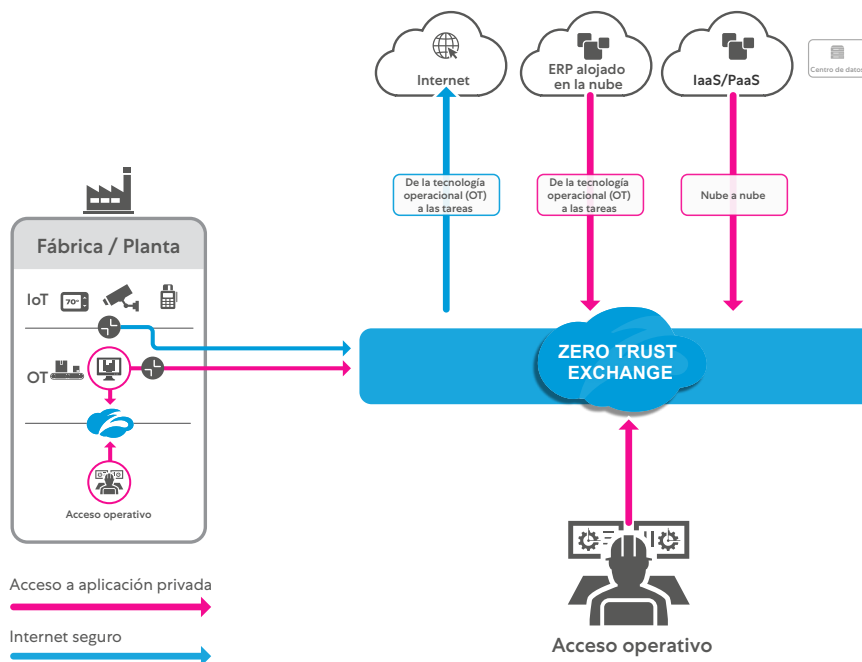 Internet
ERP alojado
en la nube
IaaS/PaaS
Centro de datos
De la tecnología
operacional (OT)
a las tareas
De la tecnología
operacional (OT)
a las tareas
Nube a nube
Fábrica / Planta
IoT
70°
OT
Acceso operativo
ZERO TRUST
EXCHANGE
Acceso operativo
Acceso a aplicación privada
Internet seguro